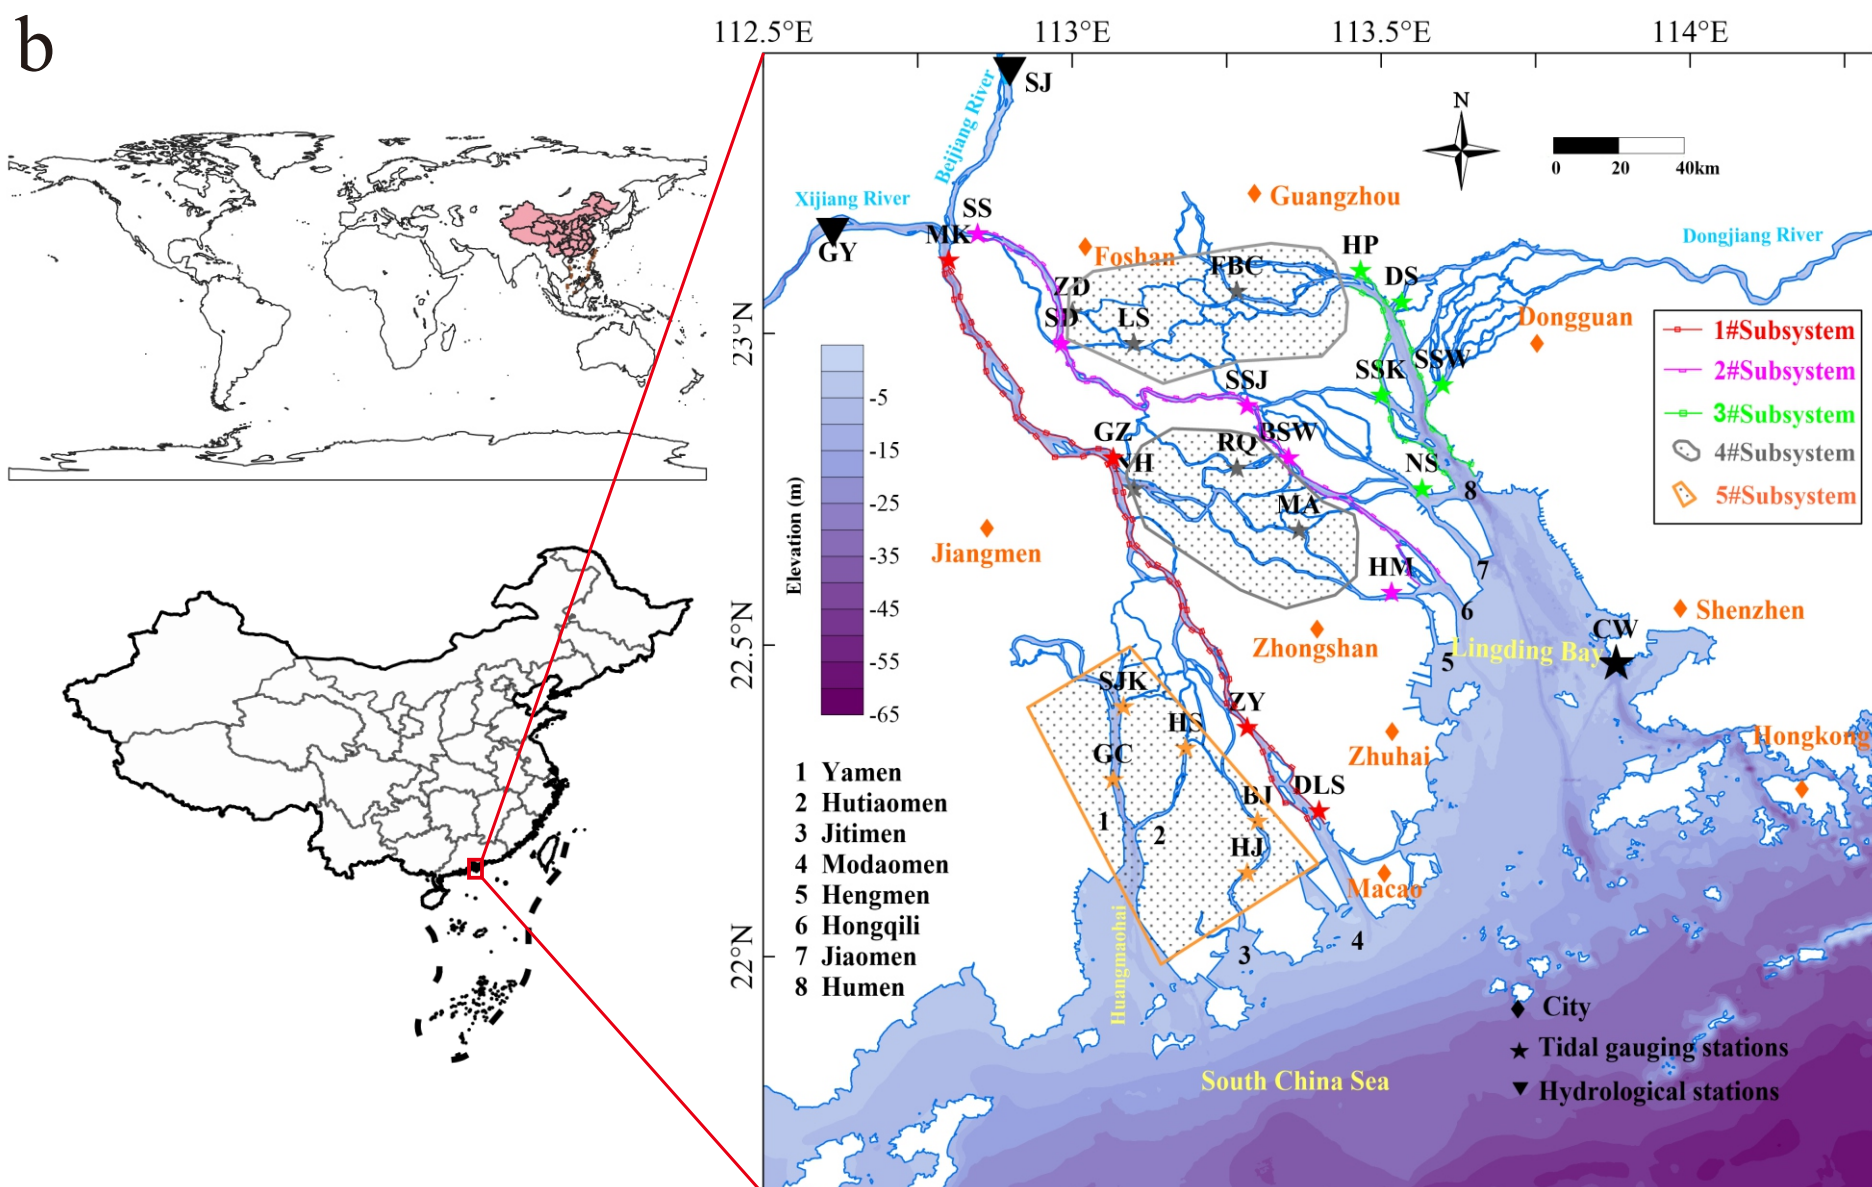 b
112.5°E
113°E
113.5°E
114°E
SJ
Beijiang River
N
0 20 40km
Xijiang River
Guangzhou
SS
MK
GY
Foshan
FBC
HP
DS
Dongjiang River
ZD
SD
LS
Dongguan
23°N
SSK
SSW
SSJ
1#Subsystem
2#Subsystem
3#Subsystem
4#Subsystem
5#Subsystem
GZ
NH
RQ
BSW
NS
8
MA
Jiangmen
HM
7
6
Elevation (m)
-5
-15
-25
-35
-45
-55
-65
Shenzhen
Zhongshan
CW
Lingding Bay
5
22.5°N
SJK
HS
ZY
GC
Zhuhai
Hongkong
BJ
DLS
1
2
HJ
Macao
1 Yamen
2 Hutiaomen
3 Jitimen
4 Modaomen
5 Hengmen
6 Hongqili
7 Jiaomen
8 Humen
22°N
Huangmaohai
3
4
City
Tidal gauging stations
Hydrological stations
South China Sea